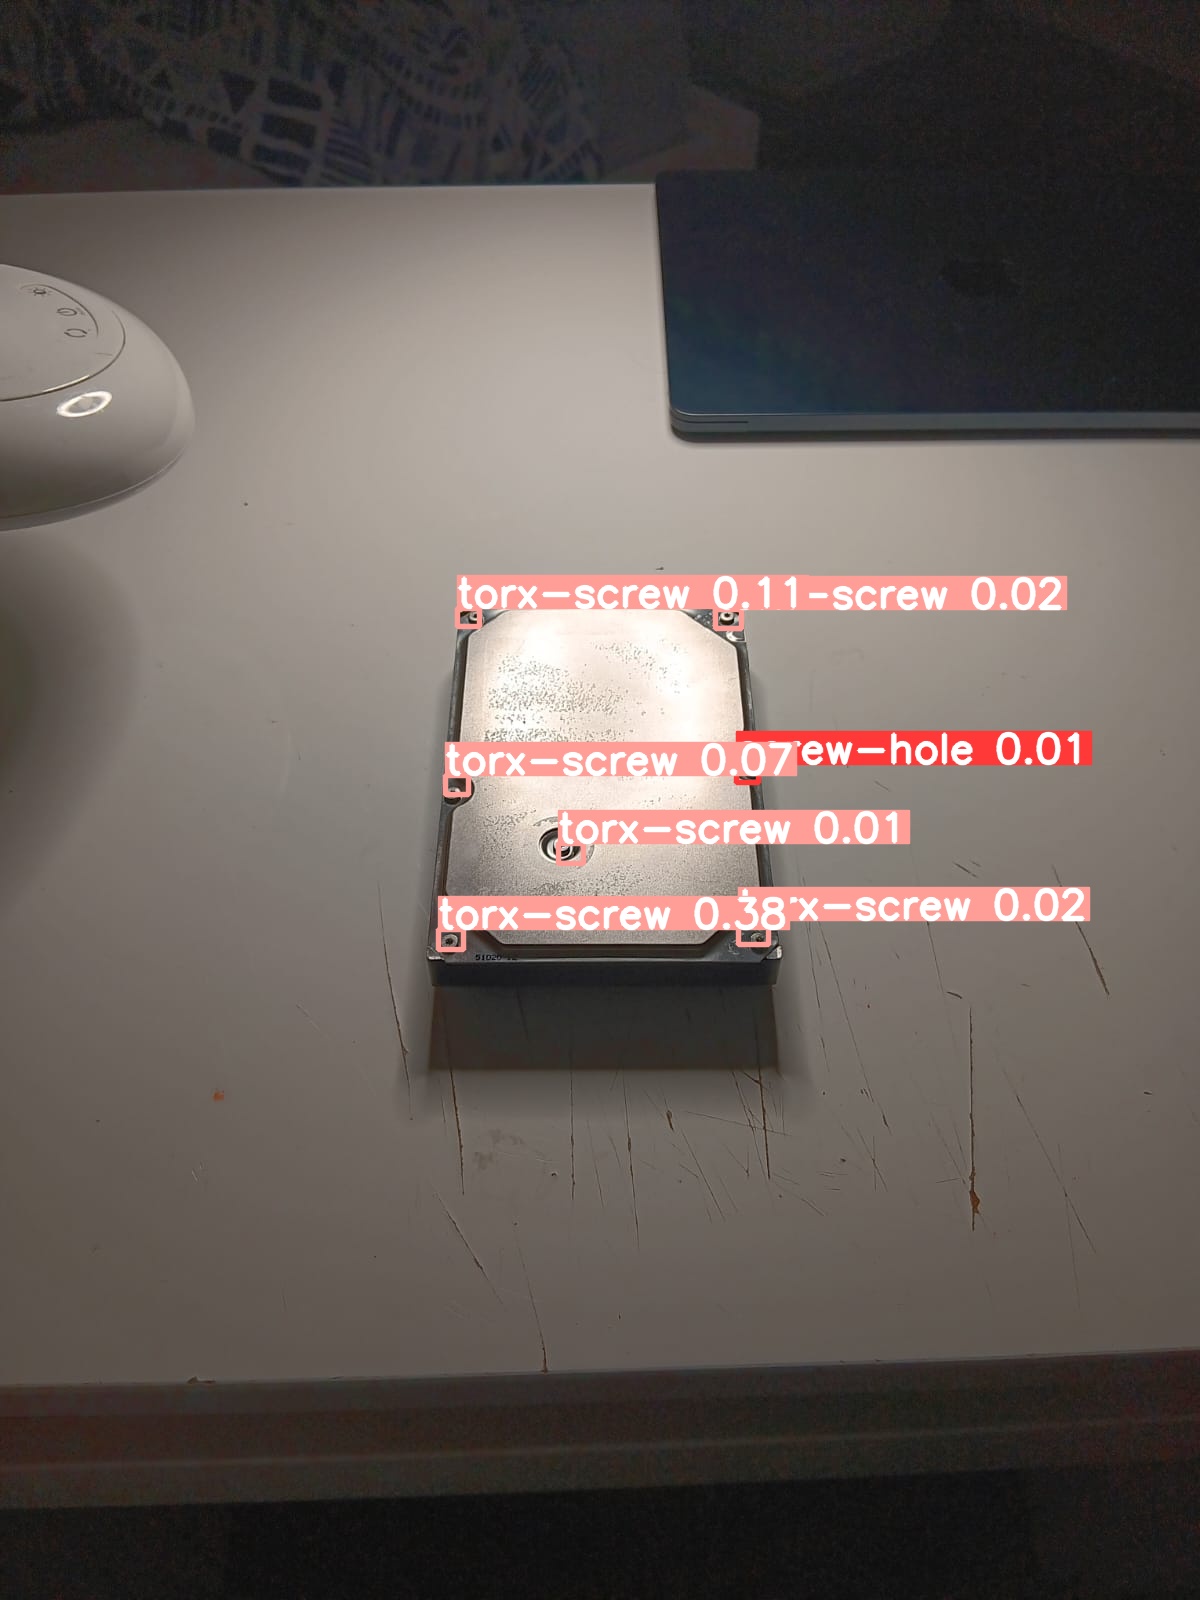 torx-screw 0.11-screw 0.02
torx-screw 0.07 rew-hole 0.01
torx-screw 0.01
torx-screw 0.38 x-screw 0.02